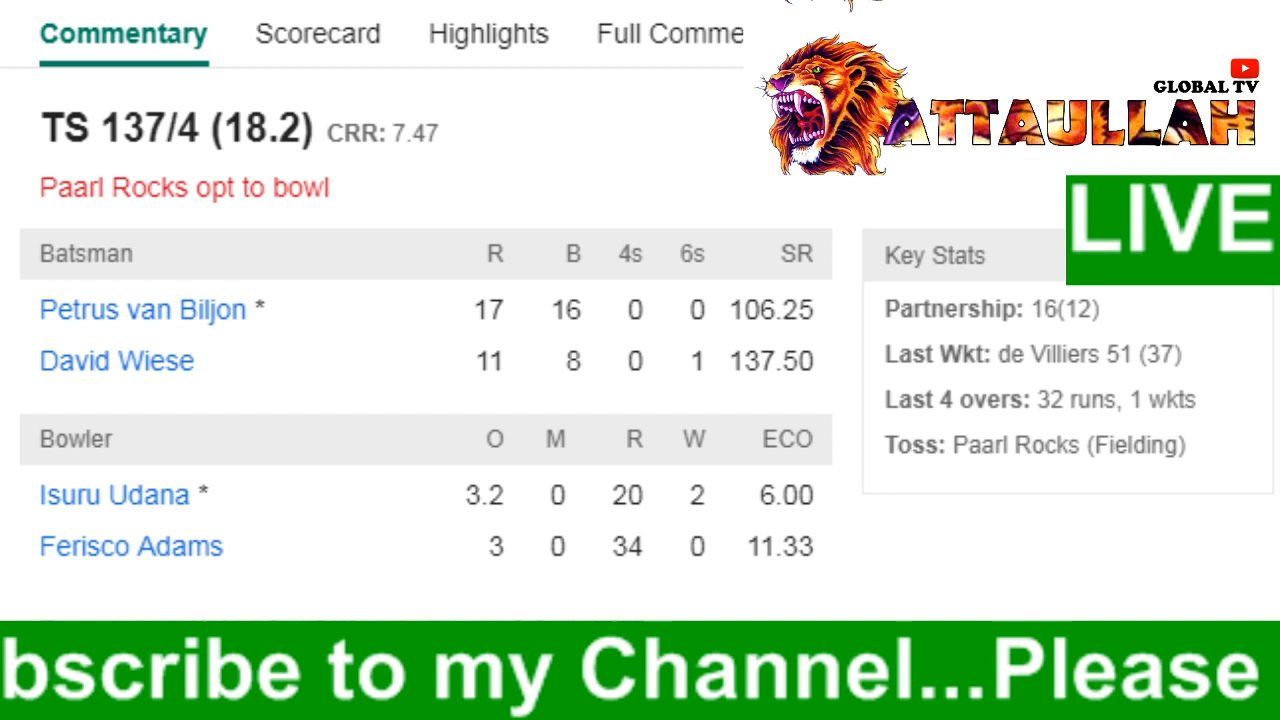 Commentary Scorecard Highlights Full Comme
GLOBAL TV
ATTAULLAH
LIVE
TS 137/4 (18.2) CRR: 7.47
Paarl Rocks opt to bowl
Batsman R B 4s 6s SR
Petrus van Biljon * 17 16 0 0 106.25
David Wiese 11 8 0 1 137.50
Bowler O M R W ECO
Isuru Udana * 3.2 0 20 2 6.00
Ferisco Adams 3 0 34 0 11.33
Key Stats
Partnership: 16(12)
Last Wkt: de Villiers 51 (37)
Last 4 overs: 32 runs, 1 wkts
Toss: Paarl Rocks (Fielding)
bscribe to my Channel...Please